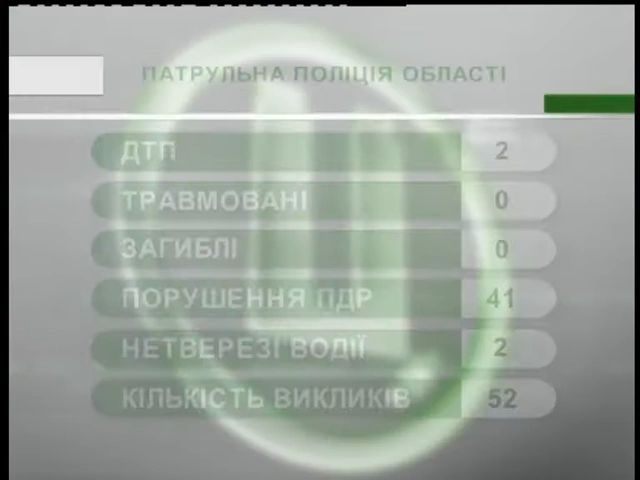 ПАТРУЛЬНА ПОЛІЦІЯ ОБЛАСТІ
ДТП 2
ТРАВМОВАНІ 0
ЗАГИБЛІ 0
ПОРУШЕННЯ ПДР 41
НЕТВЕРЕЗІ ВОДІЇ 2
КІЛЬКІСТЬ ВИКЛИКІВ 52